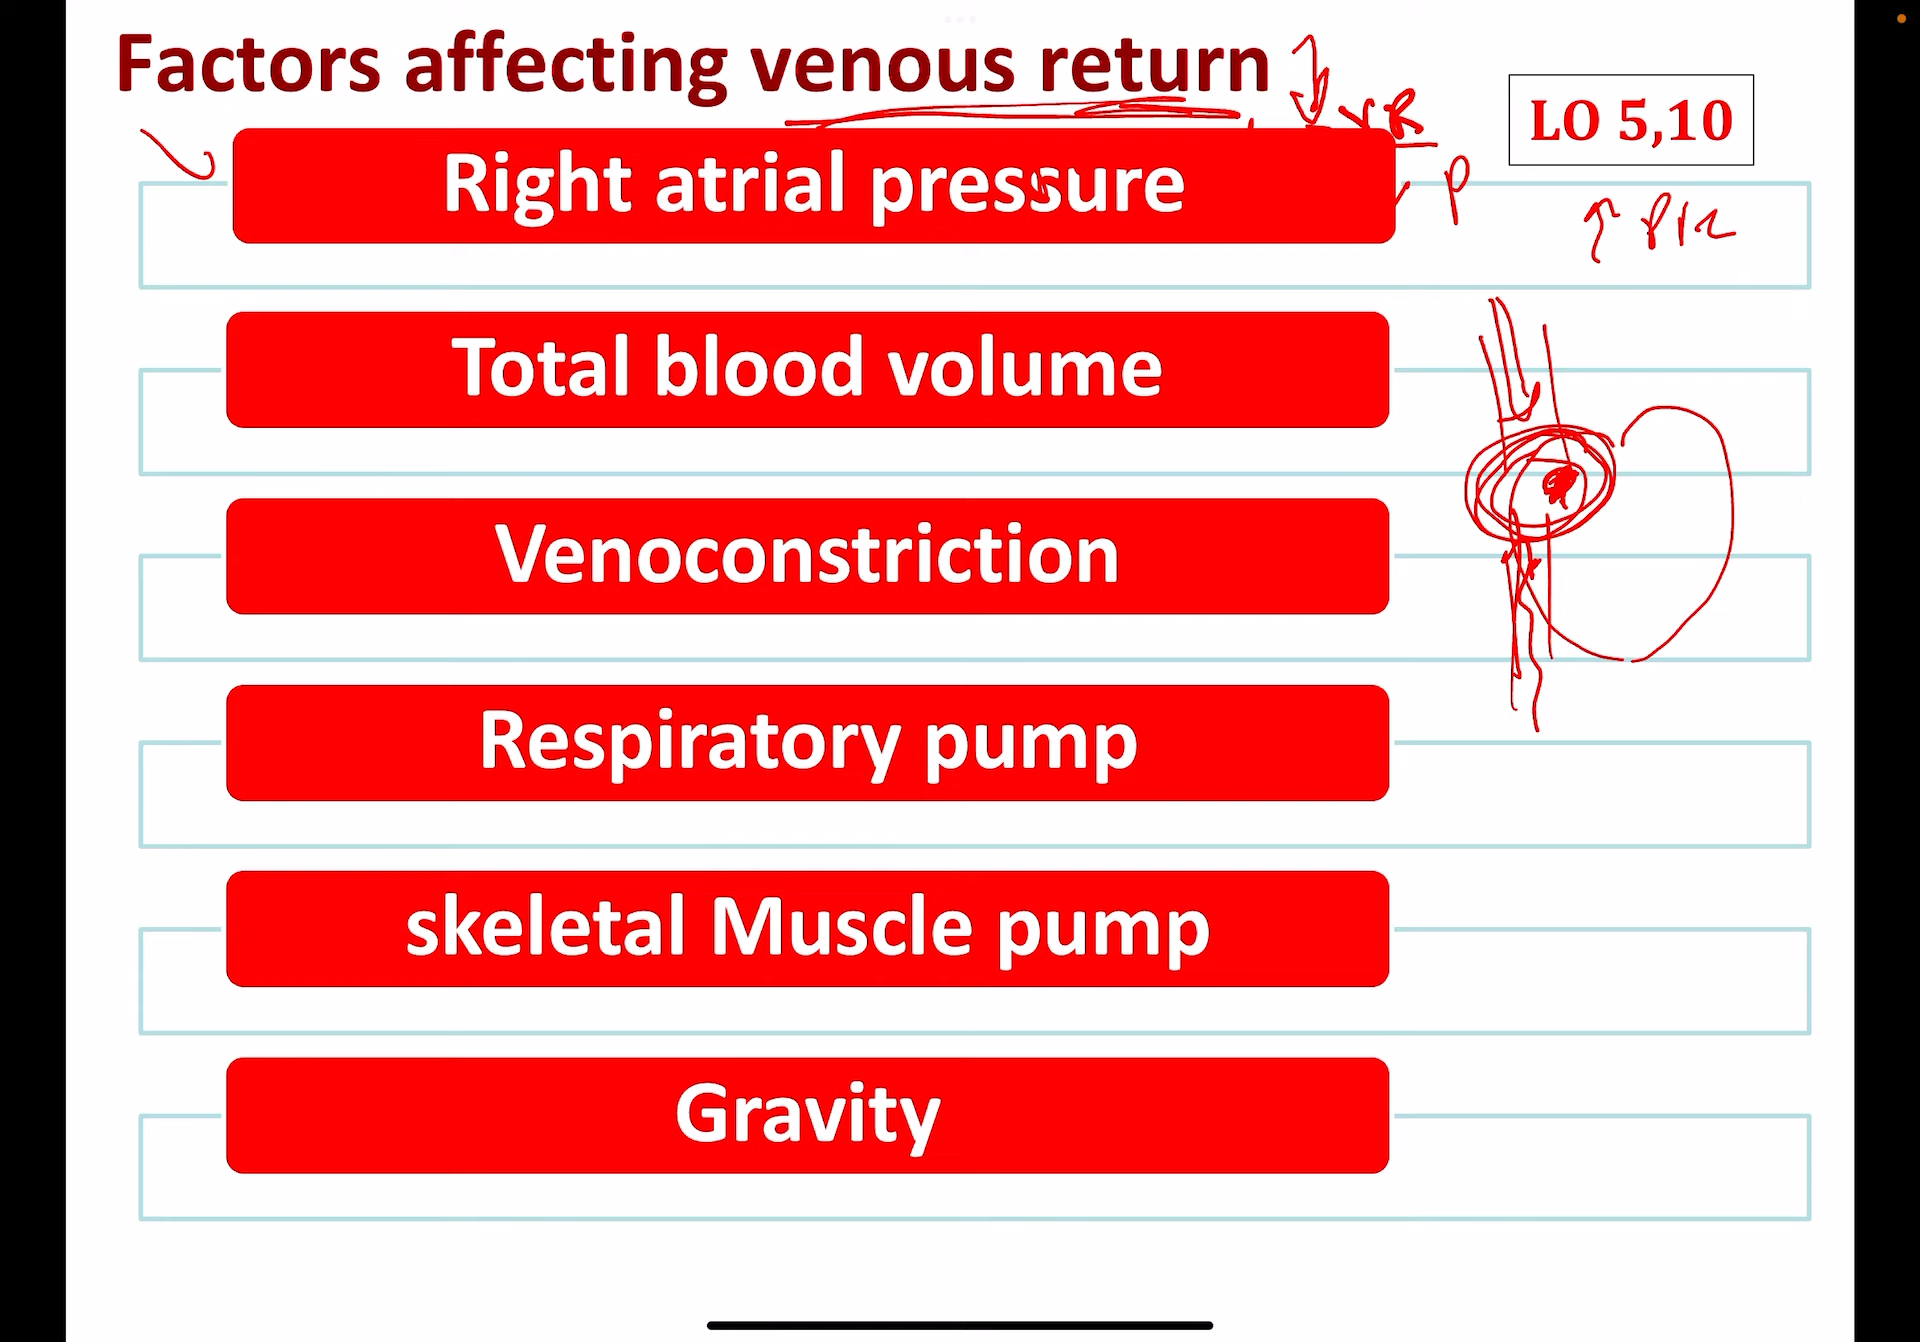 Factors affecting venous return
VR
LO 5,10
Right atrial pressure
P
Total blood volume
Venoconstriction
Respiratory pump
skeletal Muscle pump
Gravity